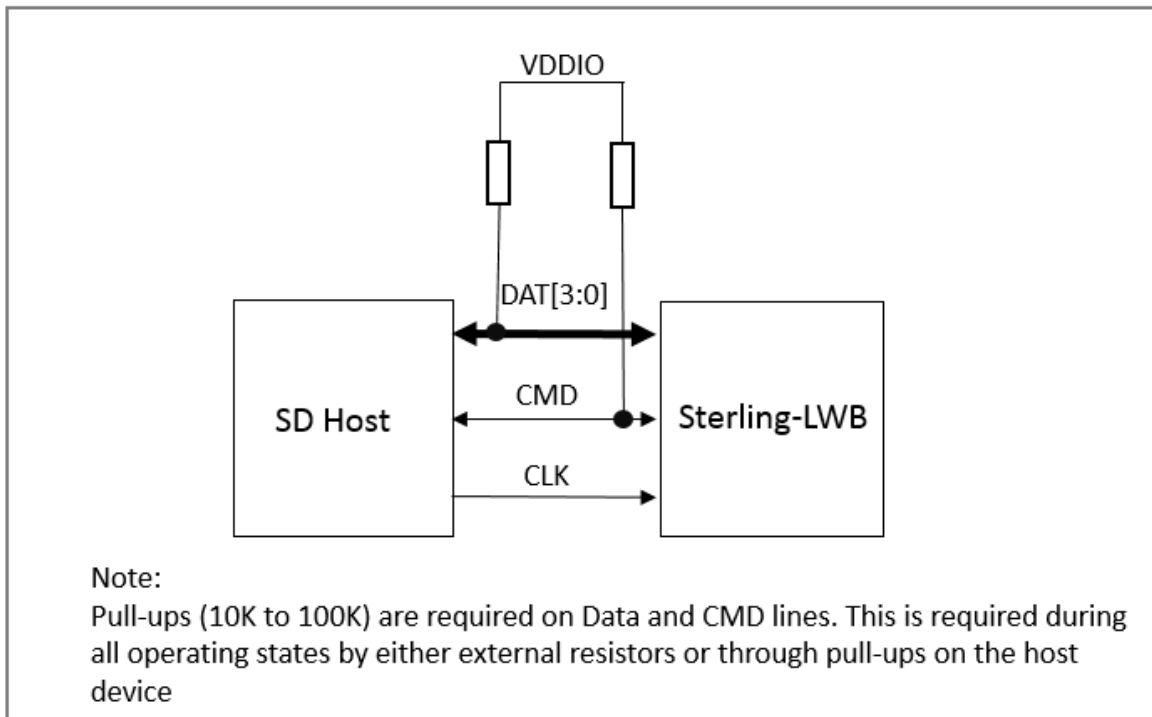 VDDIO
DAT[3:0]
CMD
SD Host
Sterling-LWB
CLK
Note:
Pull-ups (10K to 100K) are required on Data and CMD lines. This is required during
all operating states by either external resistors or through pull-ups on the host
device